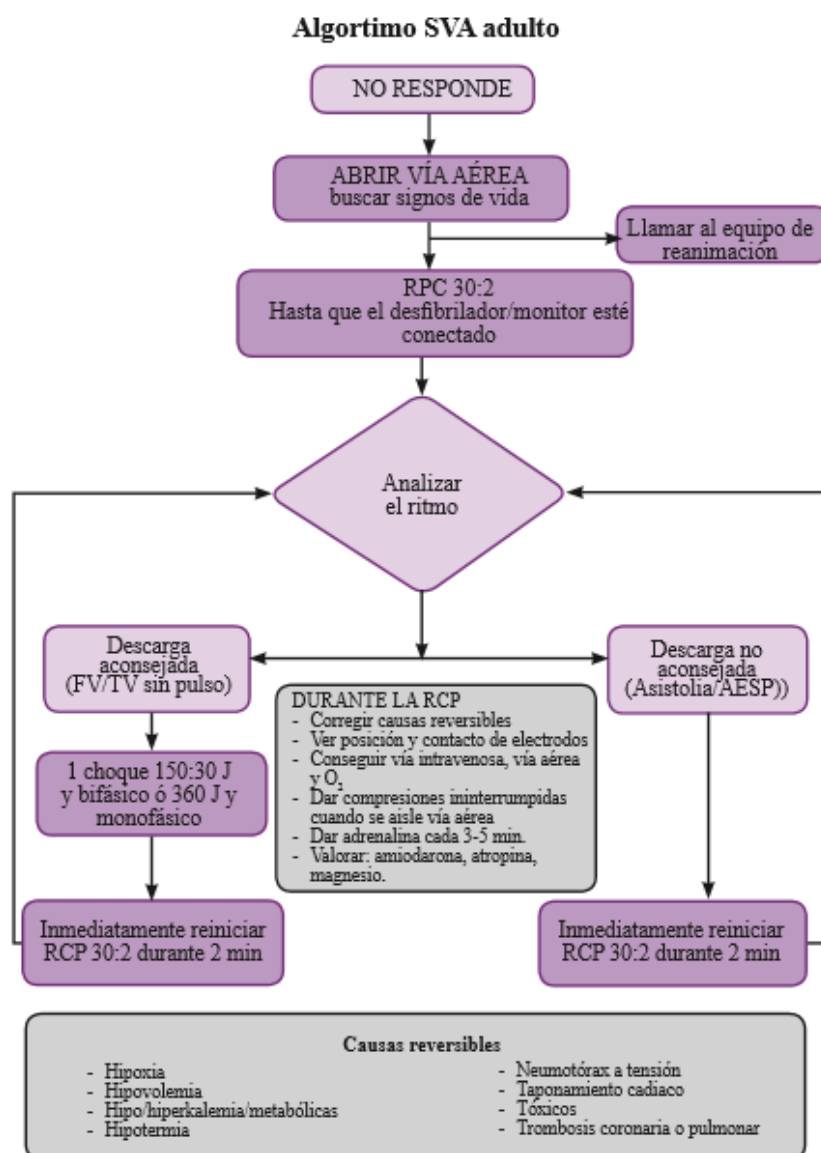 Algortimo SVA adulto
NO RESPONDE
ABRIR VÍA AÉREA
buscar signos de vida
Llamar al equipo de
reanimación
RPC 30:2
Hasta que el desfibrilador/monitor esté
conectado
Analizar
el ritmo
Descarga
aconsejada
(FV/TV sin pulso)
Descarga no
aconsejada
(Asistolia/AESP))
DURANTE LA RCP
- Corregir causas reversibles
- Ver posición y contacto de electrodos
- Conseguir vía intravenosa, vía aérea
y O₂
- Dar compresiones ininterrumpidas
cuando se aisle vía aérea
- Dar adrenalina cada 3-5 min.
- Valorar: amiodarona, atropina,
magnesio.
1 choque 150:30 J
y bifásico ó 360 J y
monofásico
Inmediatamente reiniciar
RCP 30:2 durante 2 min
Inmediatamente reiniciar
RCP 30:2 durante 2 min
Causas reversibles
- Hipoxia
- Hipovolemia
- Hipo/hiperkalemia/metabólicas
- Hipotermia
- Neumotórax a tensión
- Taponamiento cadiaco
- Tóxicos
- Trombosis coronaria o pulmonar